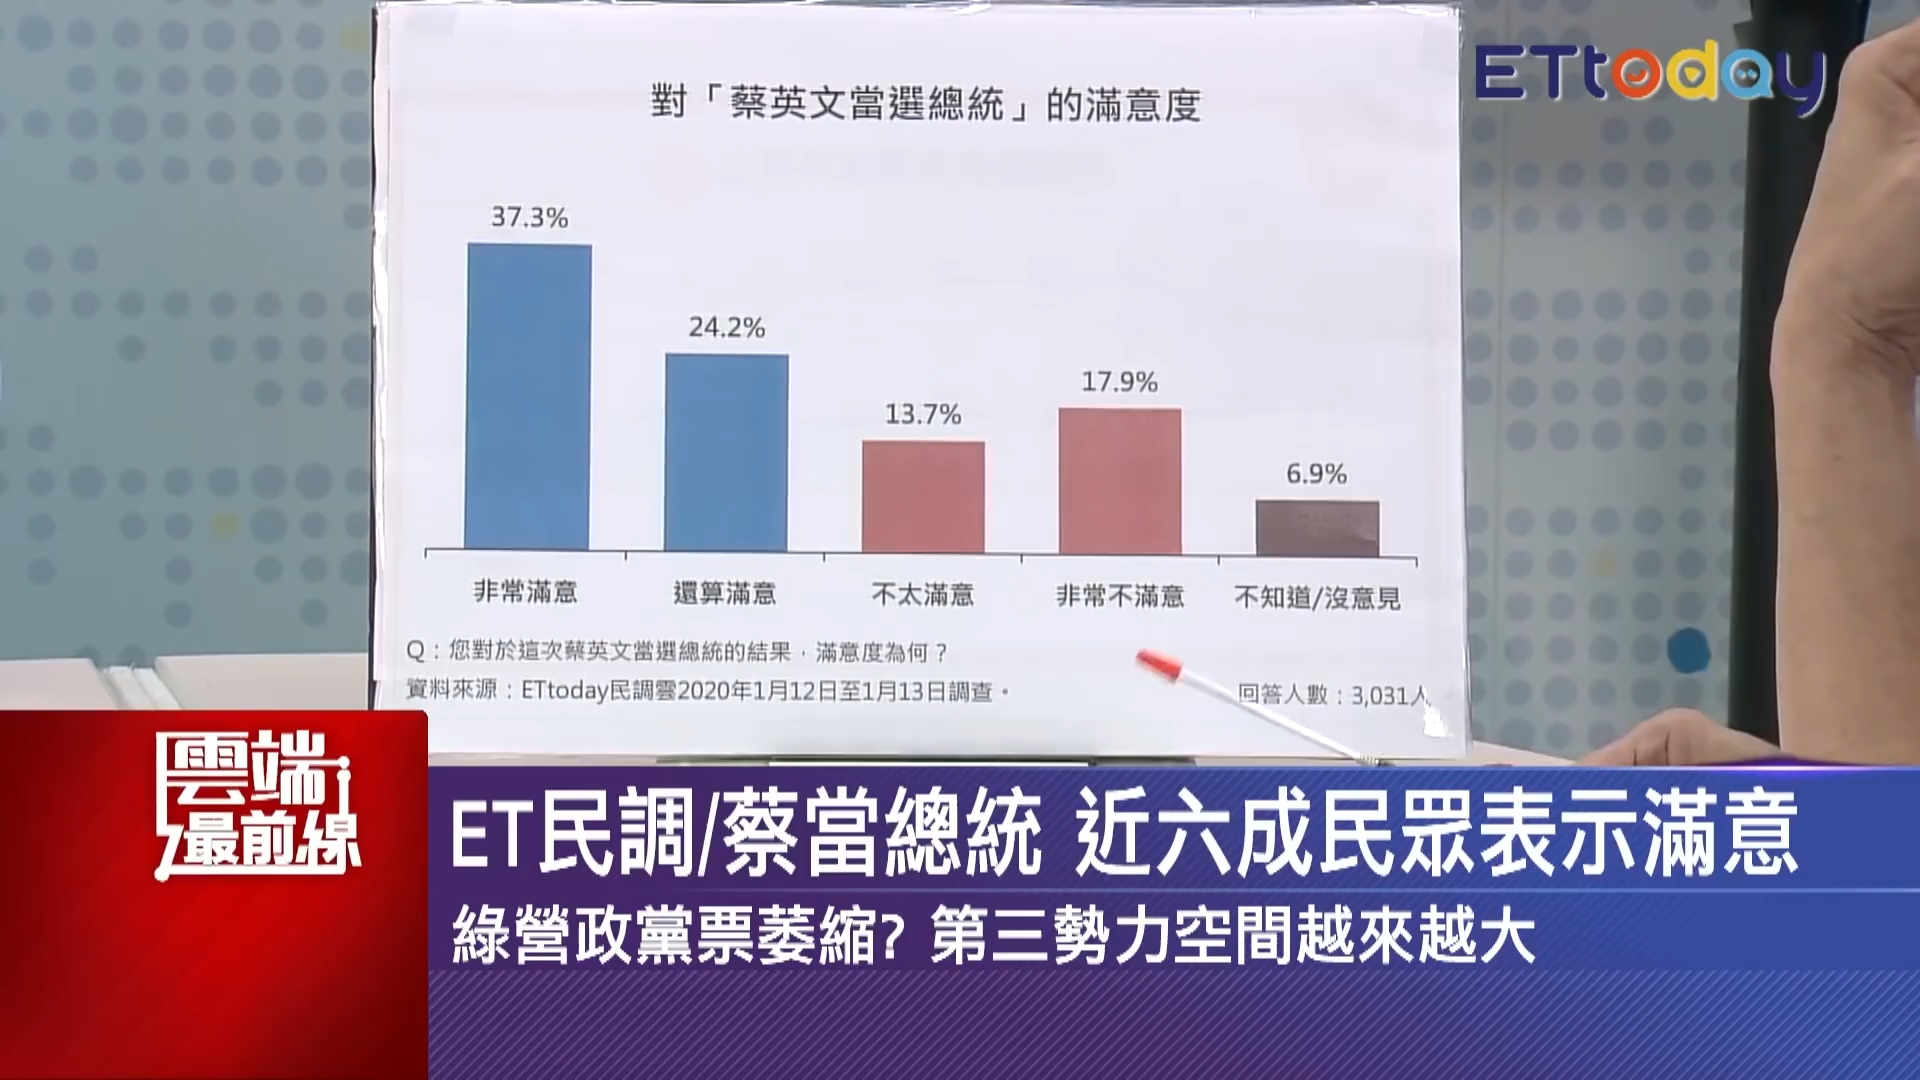 ETtoday
對「蔡英文當選總統」的滿意度
37.3%
24.2%
13.7%
17.9%
6.9%
非常滿意
還算滿意
不太滿意
非常不滿意
不知道/沒意見
Q：您對於這次蔡英文當選總統的結果，滿意度為何？
資料來源：ETtoday民調雲2020年1月12日至1月13日調查。
回答人數：3,031人
雲端
最前線
ET民調/蔡當總統 近六成民眾表示滿意
綠營政黨票萎縮? 第三勢力空間越來越大